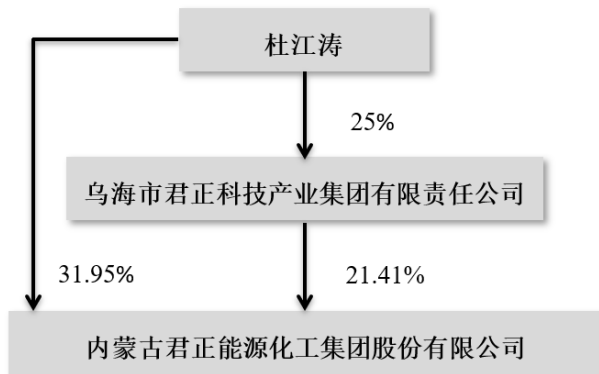 杜江涛
25%
乌海市君正科技产业集团有限责任公司
31.95%
21.41%
内蒙古君正能源化工集团股份有限公司